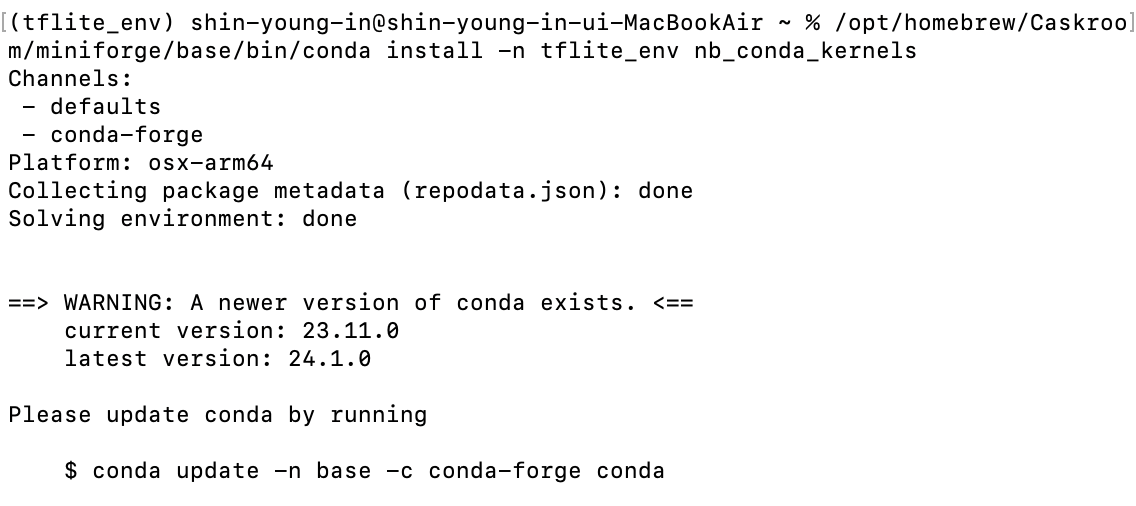 [(tflite_env) shin-young-in@shin-young-in-ui-MacBookAir ~ % /opt/homebrew/Caskroo]
m/miniforge/base/bin/conda install -n tflite_env nb_conda_kernels
Channels:
 - defaults
 - conda-forge
Platform: osx-arm64
Collecting package metadata (repodata.json): done
Solving environment: done
==> WARNING: A newer version of conda exists. <==
    current version: 23.11.0
    latest version: 24.1.0
Please update conda by running
    $ conda update -n base -c conda-forge conda